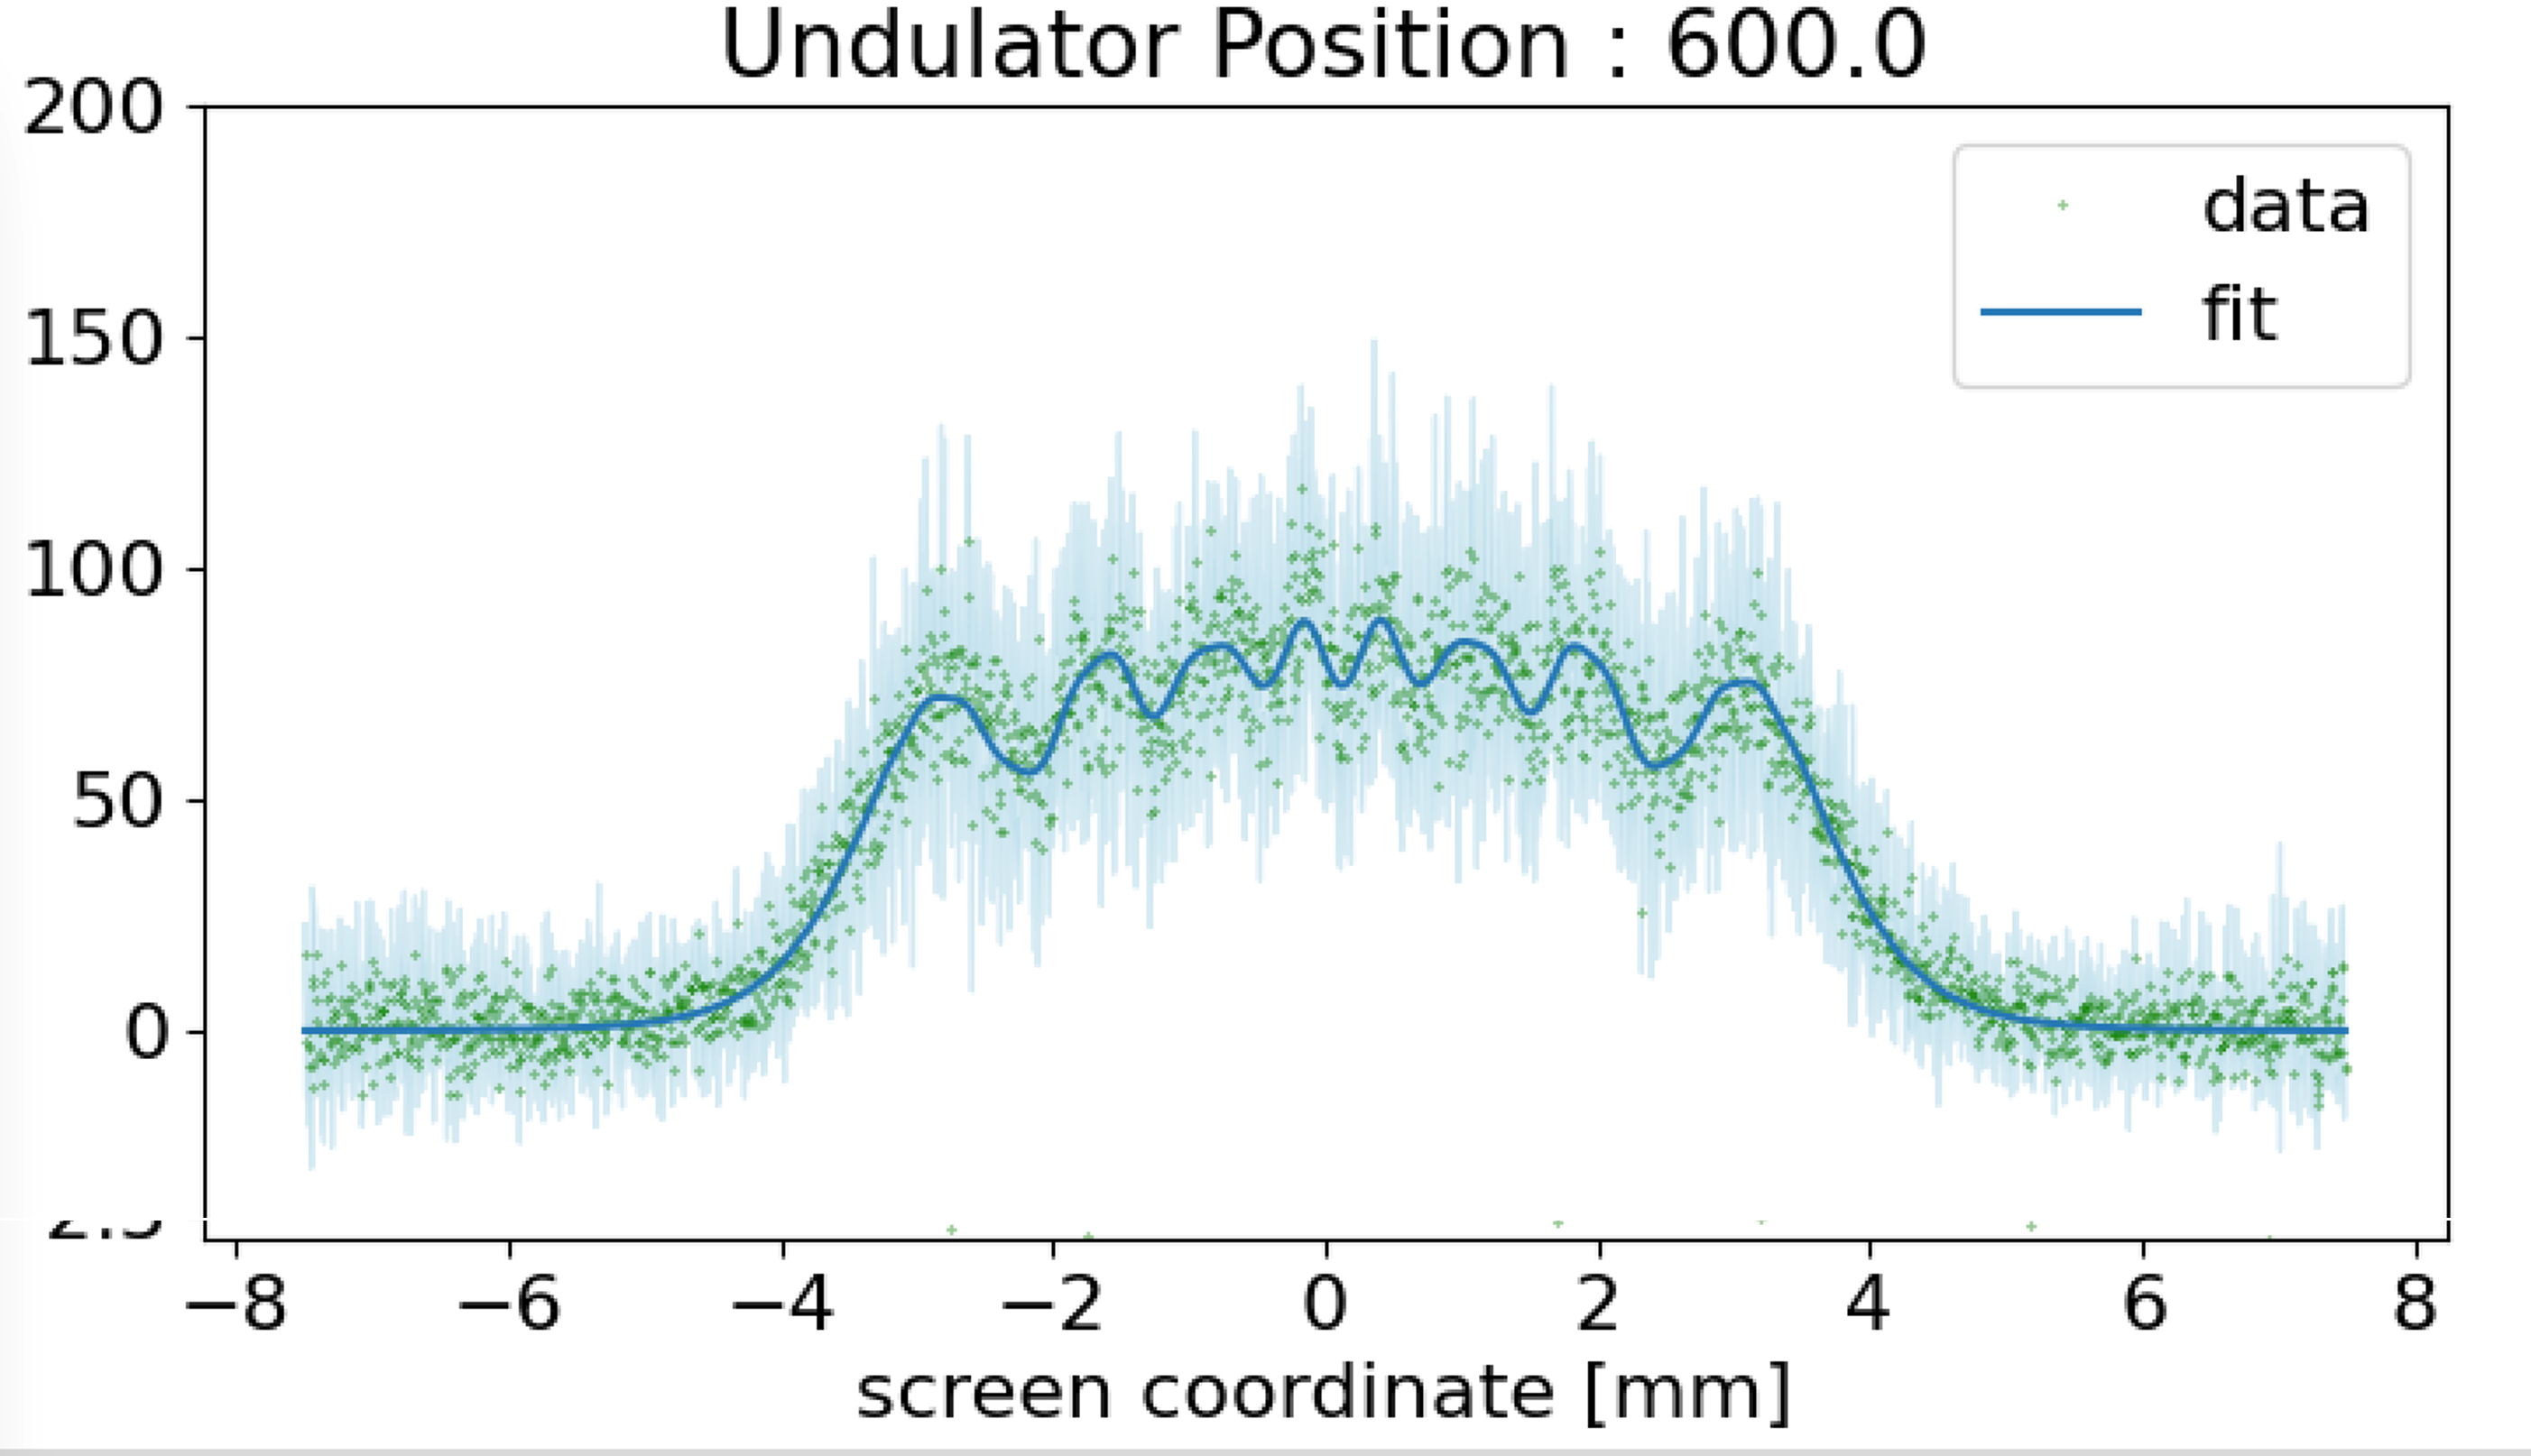 Undulator Position : 600.0
200
150
100
50
0
data
fit
−8 −6 −4 −2 0 2 4 6 8
screen coordinate [mm]